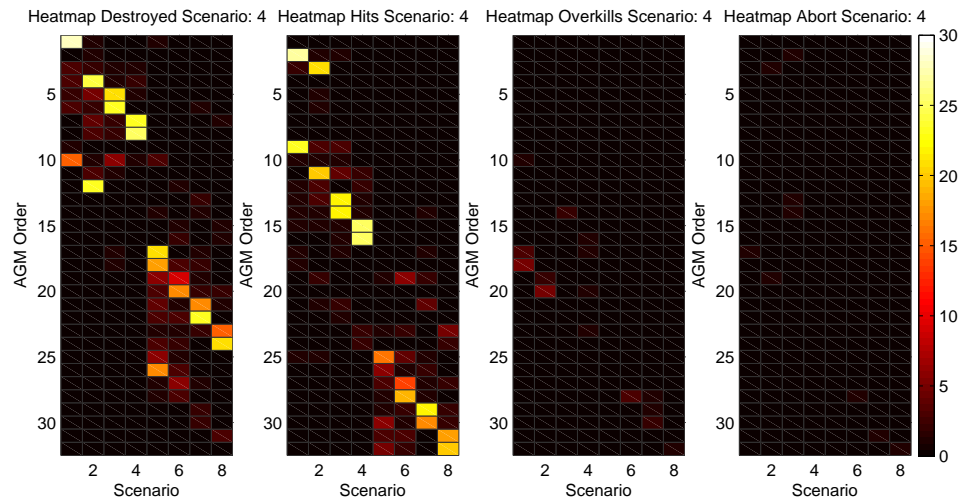 Heatmap Destroyed Scenario: 4
Heatmap Hits Scenario: 4
Heatmap Overkills Scenario: 4
Heatmap Abort Scenario: 4
AGM Order
5
10
15
20
25
30
2 4 6 8
Scenario
AGM Order
5
10
15
20
25
30
2 4 6 8
Scenario
AGM Order
5
10
15
20
25
30
2 4 6 8
Scenario
AGM Order
5
10
15
20
25
30
2 4 6 8
Scenario
30
25
20
15
10
5
0